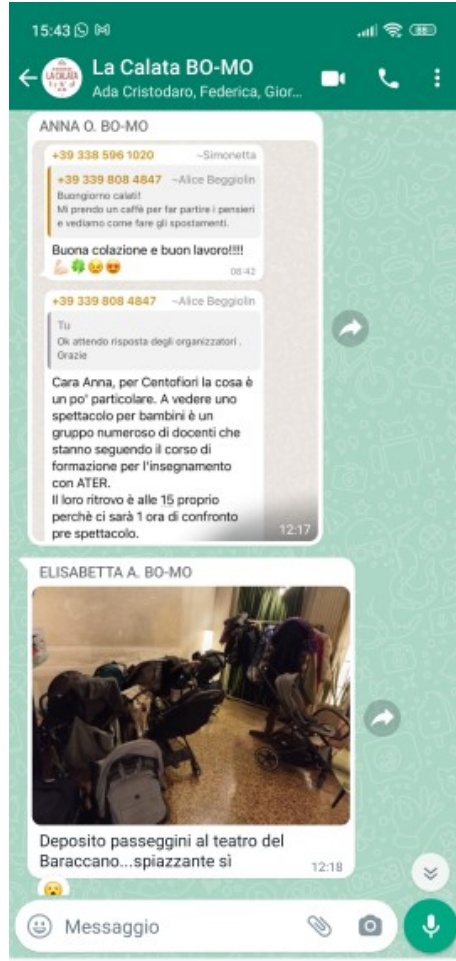 15:43
La Calata BO-MO
Ada Cristodaro, Federica, Gior...
ANNA O. BO-MO
+39 338 596 1020 ~Simonetta
+39 339 808 4847 ~Alice Beggiolin
Buongiorno calati!
Mi prendo un caffè per far partire i pensieri
e vediamo come fare gli spostamenti.
Buona colazione e buon lavoro!!!!
💪🏻🍀😉😍
08:42
+39 339 808 4847 ~Alice Beggiolin
Tu
Ok attendo risposta degli organizzatori .
Grazie
Cara Anna, per Centofiori la cosa è
un po' particolare. A vedere uno
spettacolo per bambini è un
gruppo numeroso di docenti che
stanno seguendo il corso di
formazione per l'insegnamento
con ATER.
Il loro ritrovo è alle 15 proprio
perchè ci sarà 1 ora di confronto
pre spettacolo.
12:17
ELISABETTA A. BO-MO
Deposito passeggini al teatro del
Baraccano...spiazzante sì
12:18
😮
Messaggio